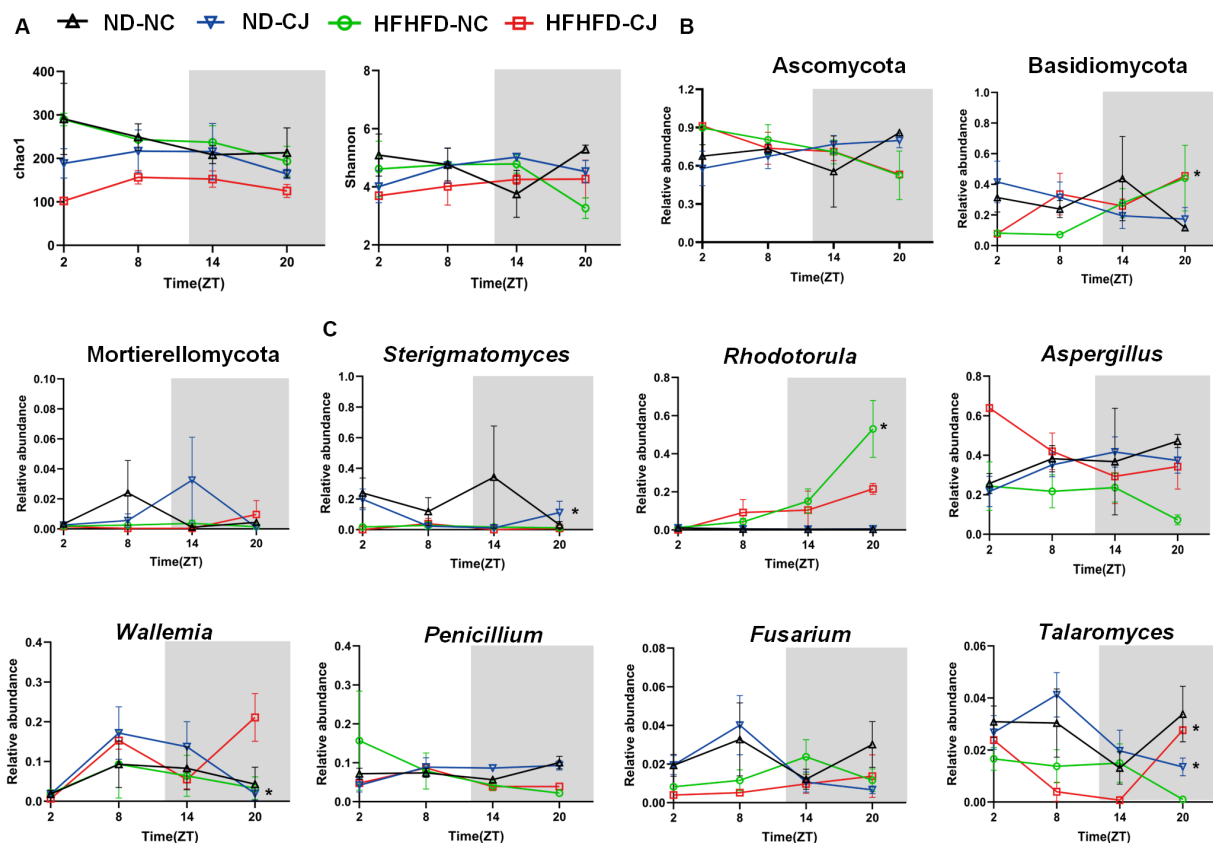 A ND-NC ND-CJ HFHFD-NC HFHFD-CJ B
Ascomycota Basidiomycota
400 300 200 100 0
chao1
2 8 14 20
Time(ZT)
8 6 4 2
Shannon
2 8 14 20
Time(ZT)
1.2 0.9 0.6 0.3 0.0
Relative abundance
2 8 14 20
Time(ZT)
1.0 0.8 0.6 0.4 0.2 0.0
Relative abundance
*
2 8 14 20
Time(ZT)
C
Mortierellomycota Sterigmatomyces Rhodotorula Aspergillus
0.10 0.08 0.06 0.04 0.02 0.00
Relative abundance
2 8 14 20
Time(ZT)
1.0 0.8 0.6 0.4 0.2 0.0
Relative abundance
*
2 8 14 20
Time(ZT)
0.8 0.6 0.4 0.2 0.0
Relative abundance
*
2 8 14 20
Time(ZT)
0.8 0.6 0.4 0.2 0.0
Relative abundance
2 8 14 20
Time(ZT)
Wallemia Penicillium Fusarium Talaromyces
0.4 0.3 0.2 0.1 0.0
Relative abundance
*
2 8 14 20
Time(ZT)
0.4 0.3 0.2 0.1 0.0
Relative abundance
2 8 14 20
Time(ZT)
0.08 0.06 0.04 0.02 0.00
Relative abundance
2 8 14 20
Time(ZT)
0.06 0.04 0.02 0.00
Relative abundance
*
*
2 8 14 20
Time(ZT)